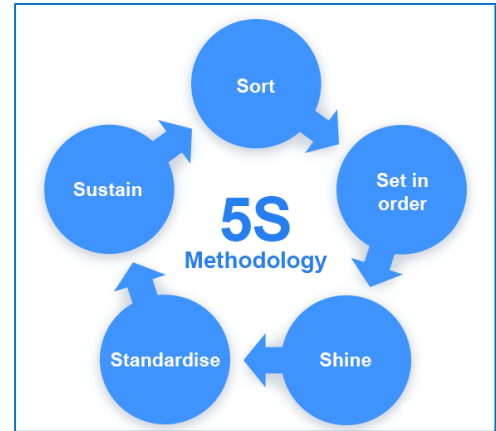 Sort
Set in
order
Shine
Standardise
Sustain
5S
Methodology